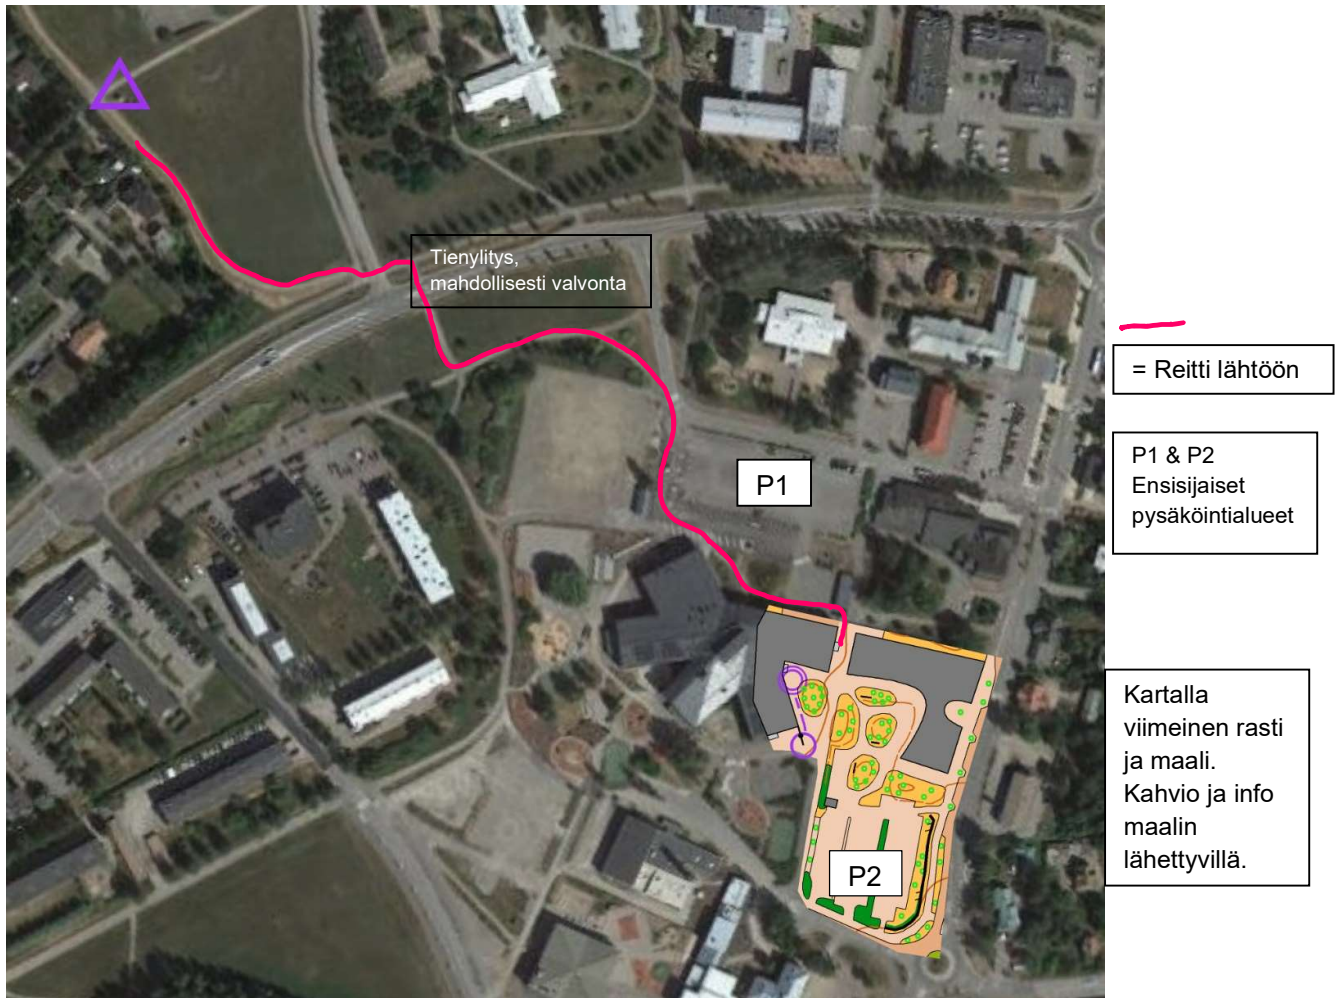 Tienylitys,
mahdollisesti valvonta
= Reitti lähtöön
P1
P1 & P2
Ensisijaiset
pysäköintialueet
Kartalla
viimeinen rasti
ja maali.
Kahvio ja info
maalin
lähettyvillä.
P2